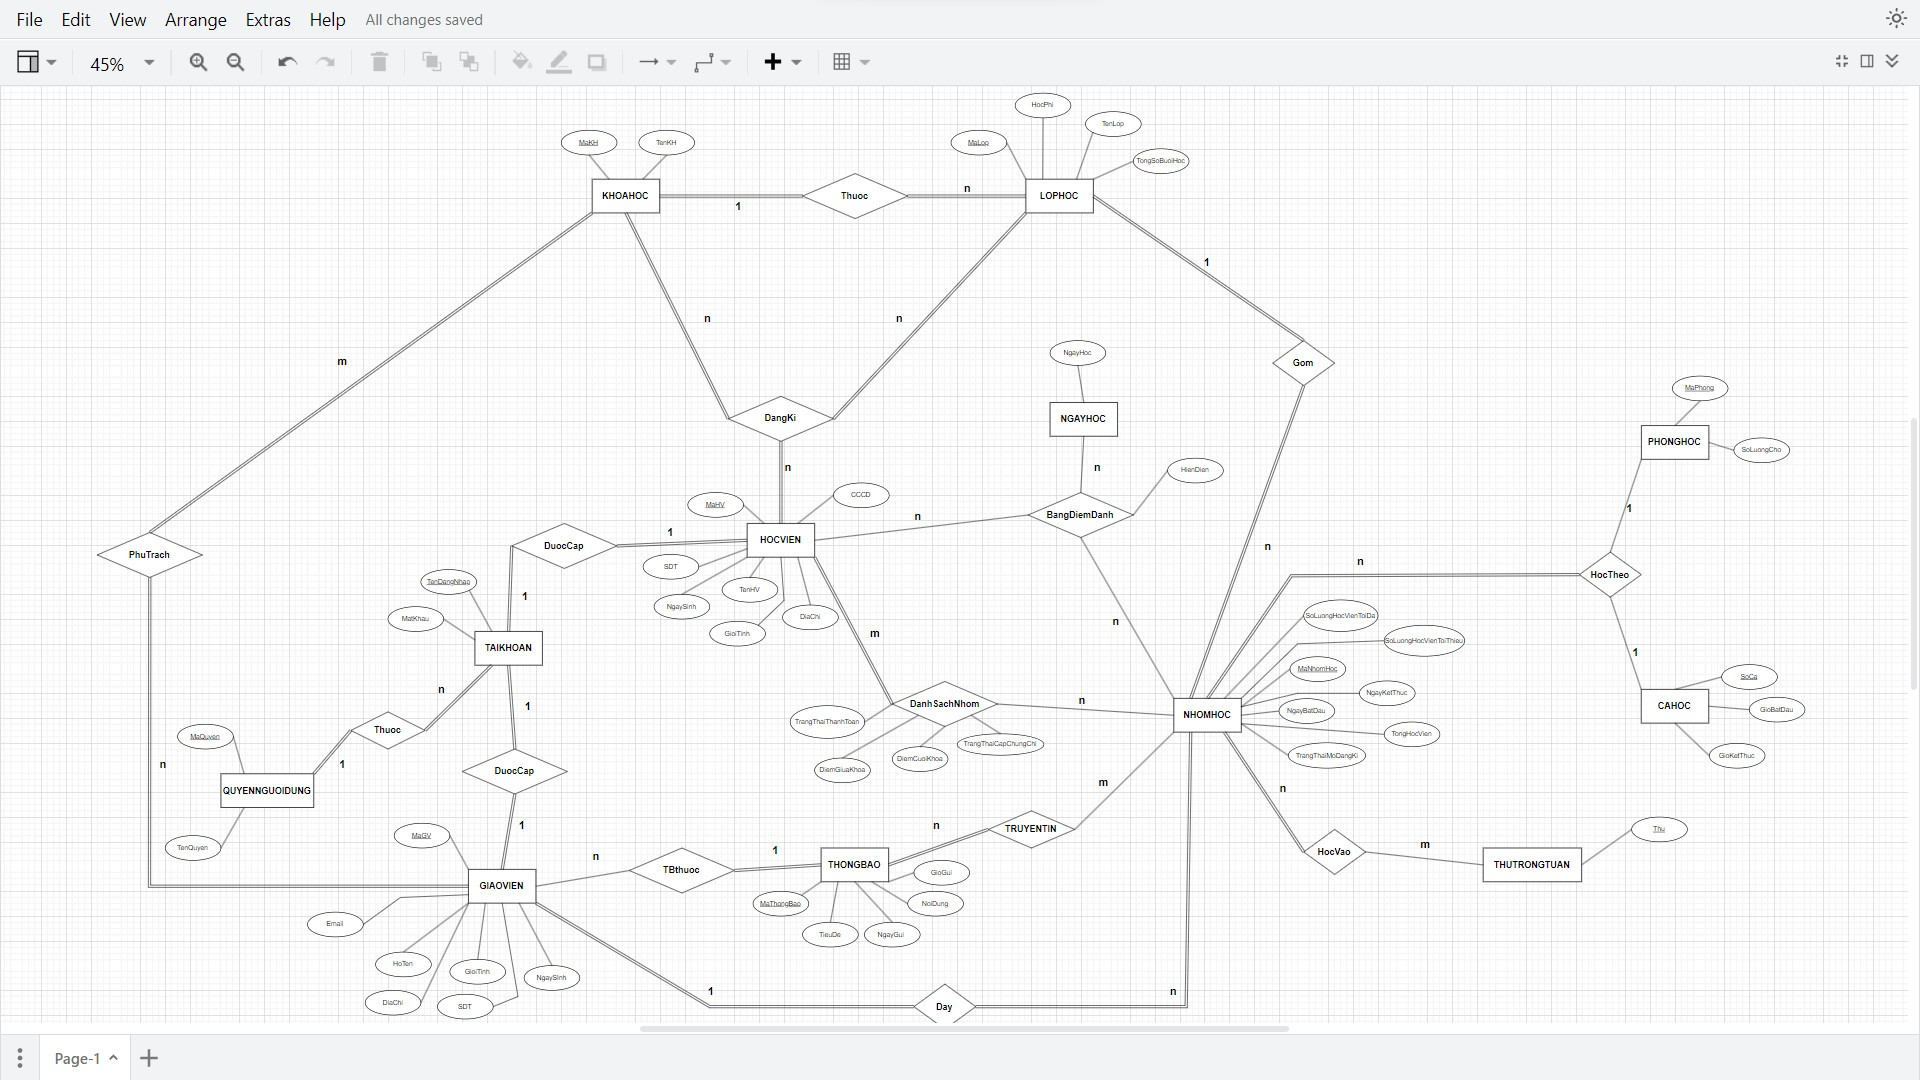 File Edit View Arrange Extras Help All changes saved
45%
HocPhi
TenLop
MaKH
TenKH
MaLop
TongSoBuoiHoc
KHOAHOC
Thuoc
LOPHOC
n
1
1
n
n
m
NgayHoc
Gom
MaPhong
DangKi
NGAYHOC
PHONGHOC
SoLuongCho
n
n
HienDien
MaHV
CCCD
BangDiemDanh
n
1
1
HOCVIEN
DuocCap
n
n
PhuTrach
SDT
HocTheo
TenDangNhap
TenHV
1
NgaySinh
DiaChi
MatKhau
GioiTinh
n
SoLuongHocVienToiDa
m
SoLuongHocVienToiThieu
TAIKHOAN
1
MaNhomHoc
SoCa
n
NgayKetThuc
1
n
DanhSachNhom
CAHOC
GioBatDau
NgayBatDau
NHOMHOC
TrangThaiThanhToan
Thuoc
MaQuyen
TongHocVien
TrangThaiCapChungChi
TrangThaiMoDangKi
GioKetThuc
DiemCuoiKhoa
n
1
DuocCap
DiemGiuaKhoa
m
n
QUYENNGUOIDUNG
1
n
TRUYENTIN
Thu
MaGV
TenQuyen
m
1
n
HocVao
THONGBAO
THUTRONGTUAN
TBthuoc
GioGui
GIAOVIEN
MaThongBao
NoiDung
Email
TieuDe
NgayGui
HoTen
GioiTinh
NgaySinh
1
n
DiaChi
SDT
Day
Page-1